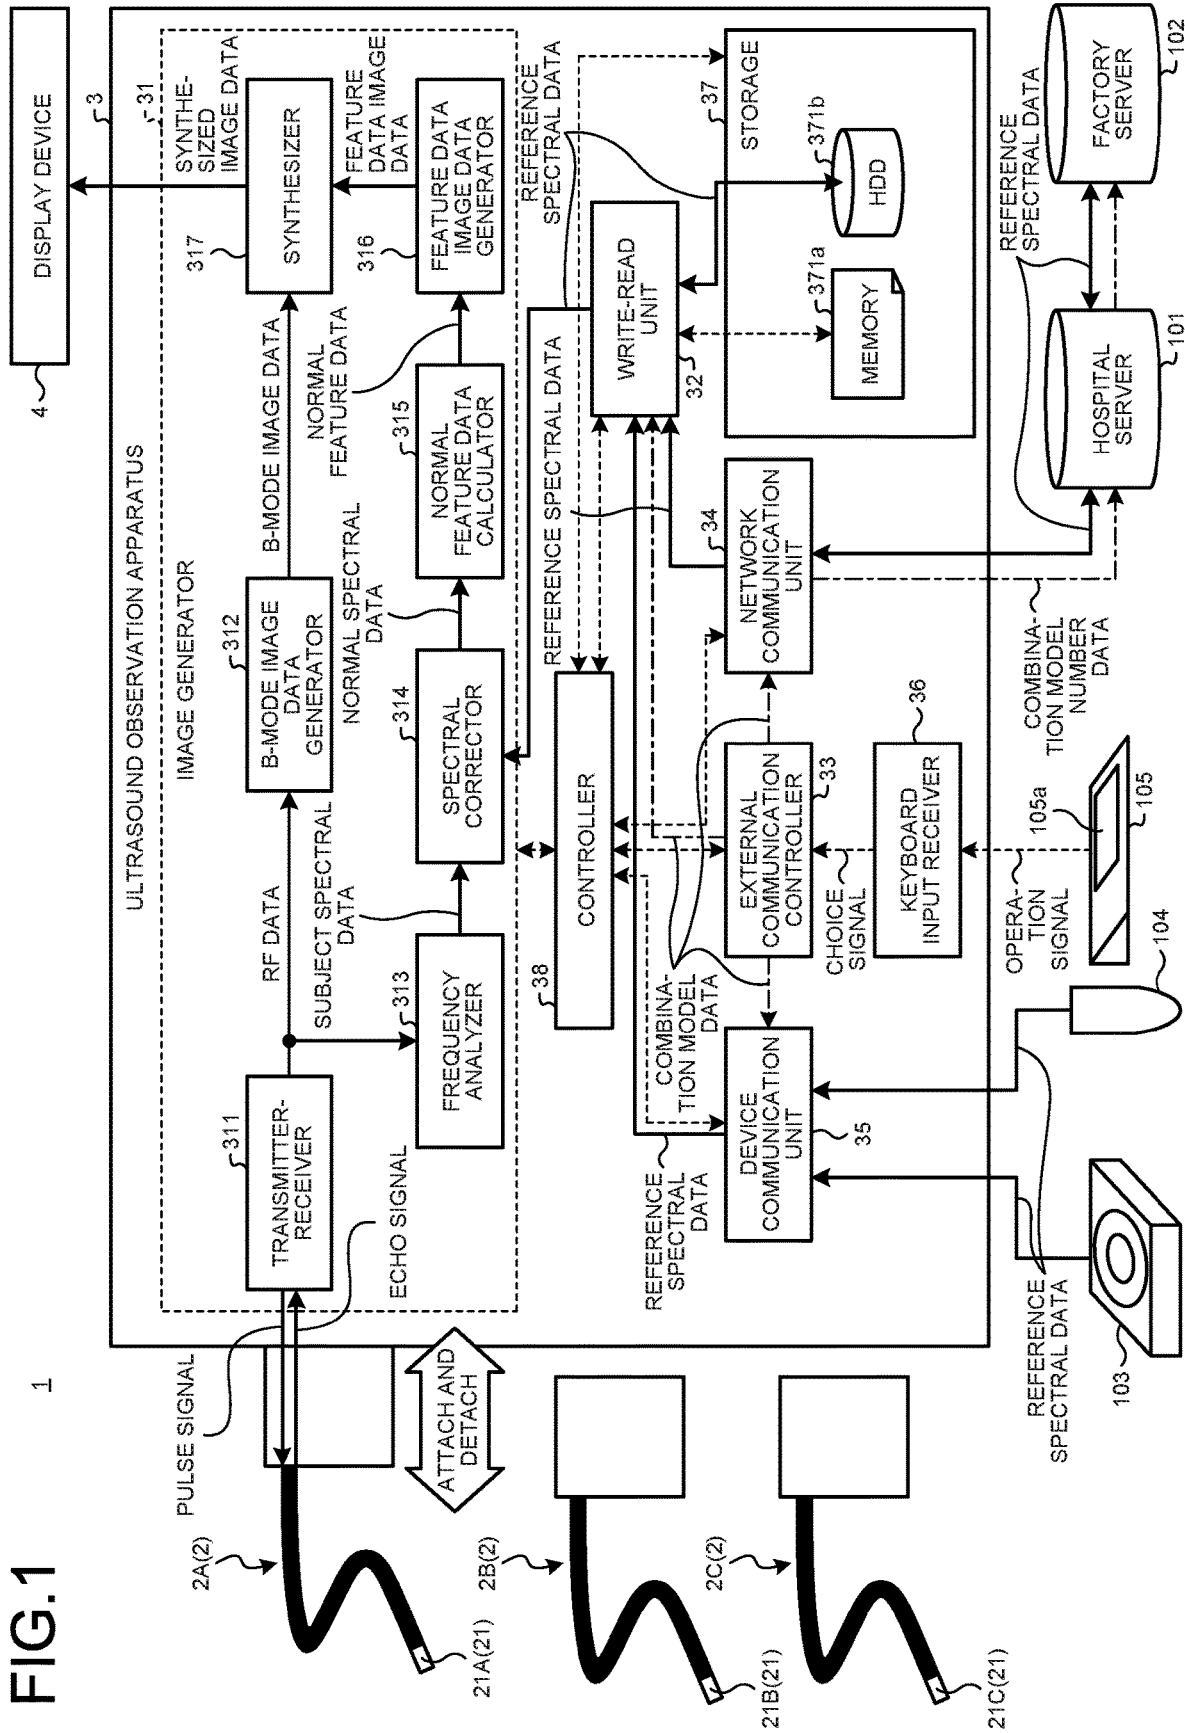 FIG.1
1
4
DISPLAY DEVICE
3
ULTRASOUND OBSERVATION APPARATUS
31
IMAGE GENERATOR
PULSE SIGNAL
ECHO SIGNAL
311
TRANSMITTER-
RECEIVER
RF DATA
312
B-MODE IMAGE
DATA
GENERATOR
B-MODE IMAGE DATA
317
SYNTHESIZER
SYNTHE-
SIZED
IMAGE DATA
SUBJECT SPECTRAL
DATA
313
FREQUENCY
ANALYZER
314
SPECTRAL
CORRECTOR
NORMAL SPECTRAL
DATA
315
NORMAL
FEATURE DATA
CALCULATOR
NORMAL
FEATURE DATA
316
FEATURE DATA
IMAGE DATA
GENERATOR
FEATURE
DATA IMAGE
DATA
ATTACH AND
DETACH
2A(2)
21A(21)
2B(2)
21B(21)
2C(2)
21C(21)
38
CONTROLLER
REFERENCE SPECTRAL DATA
REFERENCE
SPECTRAL DATA
WRITE-READ
UNIT
32
37
STORAGE
MEMORY
371a
HDD
371b
COMBINA-
TION MODEL
DATA
REFERENCE
SPECTRAL
DATA
DEVICE
COMMUNICATION
UNIT
35
EXTERNAL
COMMUNICATION
CONTROLLER
33
34
NETWORK
COMMUNICATION
UNIT
CHOICE
SIGNAL
KEYBOARD
INPUT RECEIVER
36
OPERA-
TION
SIGNAL
105a
105
104
103
REFERENCE
SPECTRAL DATA
COMBINA-
TION MODEL
NUMBER
DATA
HOSPITAL
SERVER
101
REFERENCE
SPECTRAL DATA
FACTORY
SERVER
102